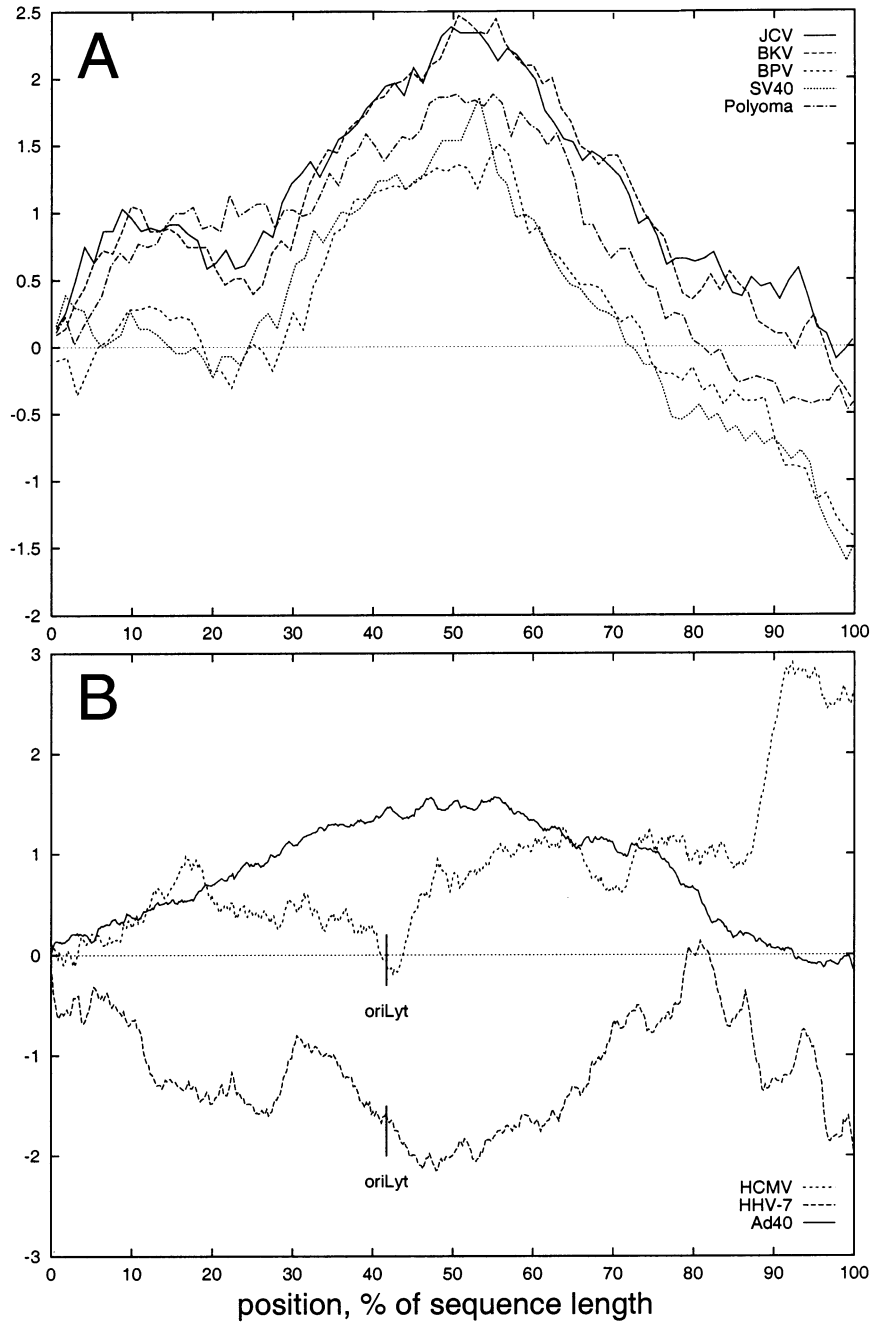 A
2.5
2
1.5
1
0.5
0
-0.5
-1
-1.5
-2
JCV
BKV
BPV
SV40
Polyoma
0 10 20 30 40 50 60 70 80 90 100
B
3
2
1
0
-1
-2
-3
oriLyt
oriLyt
HCMV
HHV-7
Ad40
0 10 20 30 40 50 60 70 80 90 100
position, % of sequence length